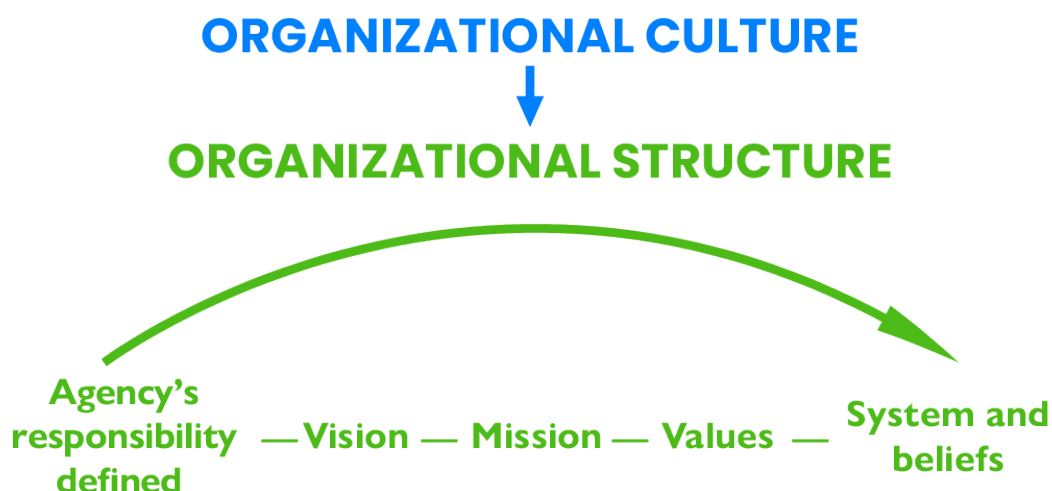 ORGANIZATIONAL CULTURE
ORGANIZATIONAL STRUCTURE
Agency's
responsibility
defined
— Vision — Mission — Values —
System and
beliefs